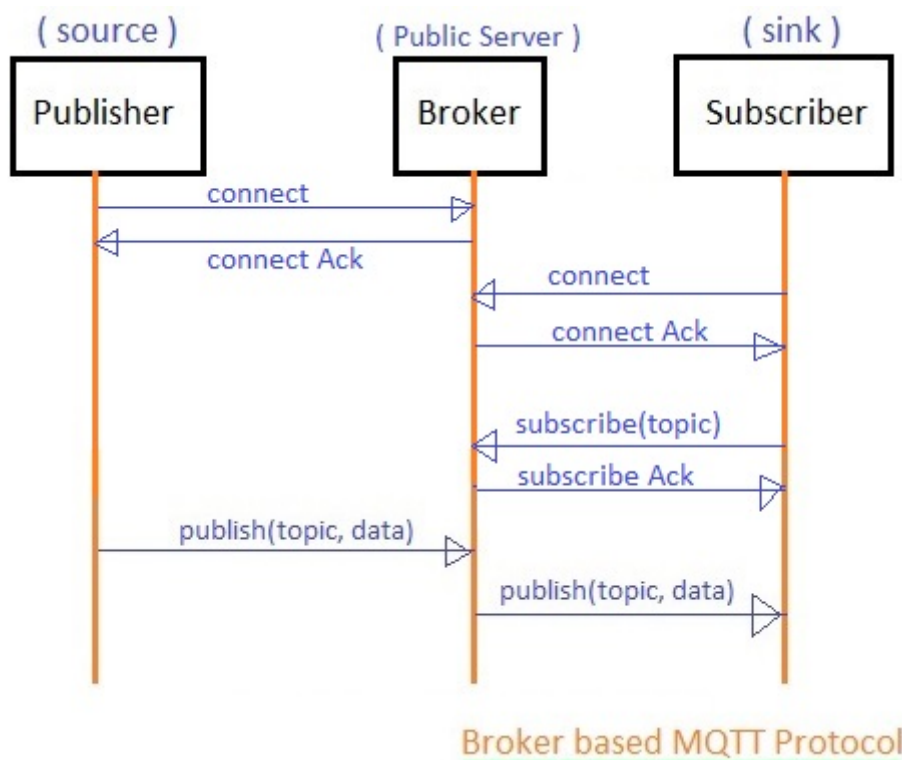 ( source )
( Public Server )
( sink )
Publisher
Broker
Subscriber
connect
connect Ack
connect
connect Ack
subscribe(topic)
subscribe Ack
publish(topic, data)
publish(topic, data)
Broker based MQTT Protocol